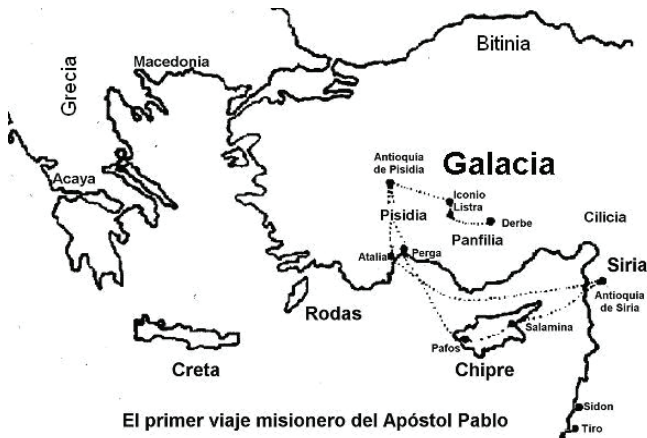 Bitinia
Macedonia
Grecia
Antioquia
de Pisidia
Galacia
Acaya
Iconio
Listra
Pisidia
Derbe
Cilicia
Panfilia
Atalia
Perga
Siria
Antioquia
de Siria
Rodas
Salamina
Pafos
Creta
Chipre
Sidon
El primer viaje misionero del Apóstol Pablo
Tiro